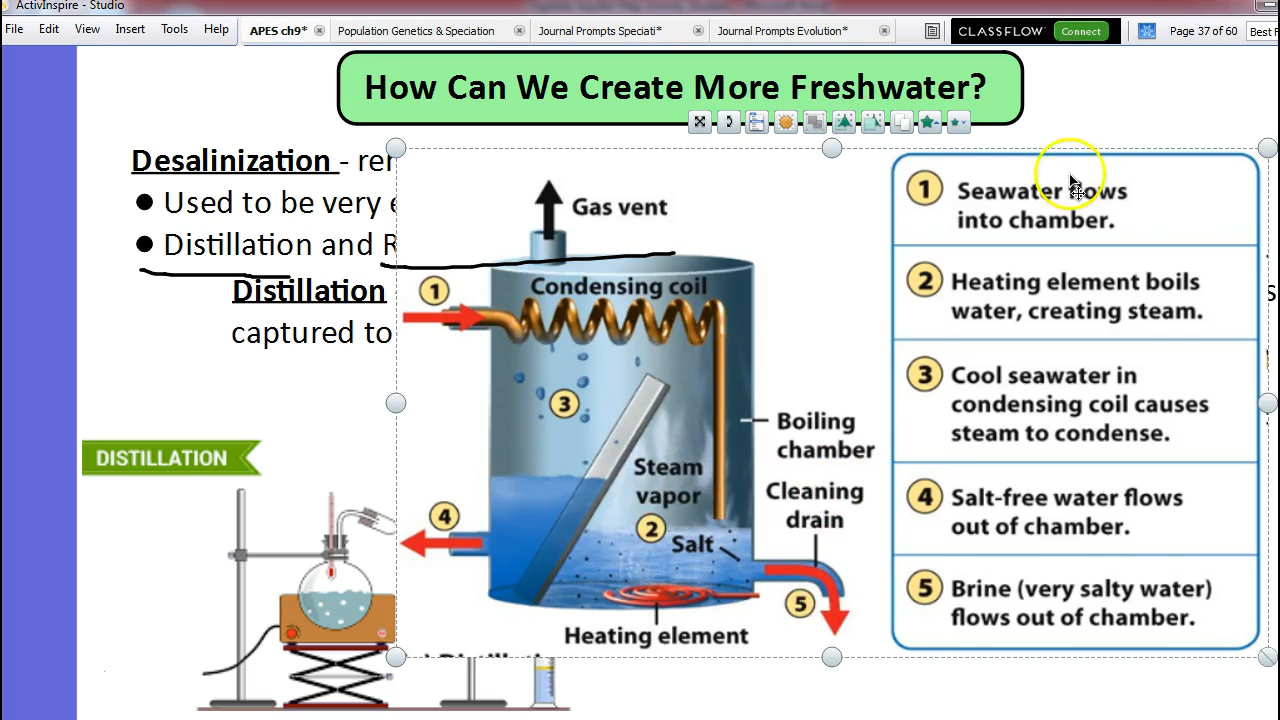 ActivInspire - Studio
File Edit View Insert Tools Help
APES ch9* Population Genetics & Selection Journal Prompts Speciati* Journal Prompts Evolution*
CLASSFLOW Connect
Page 37 of 60
Best F
How Can We Create More Freshwater?
Desalinization - re
Used to be very
Distillation and R
Distillation
captured to
DISTILLATION
Gas vent
Condensing coil
1
3
Boiling
chamber
Steam
vapor
2
Cleaning
drain
4
Salt
5
Heating element
1 Seawater flows
into chamber.
2 Heating element boils
water, creating steam.
3 Cool seawater in
condensing coil causes
steam to condense.
4 Salt-free water flows
out of chamber.
5 Brine (very salty water)
flows out of chamber.